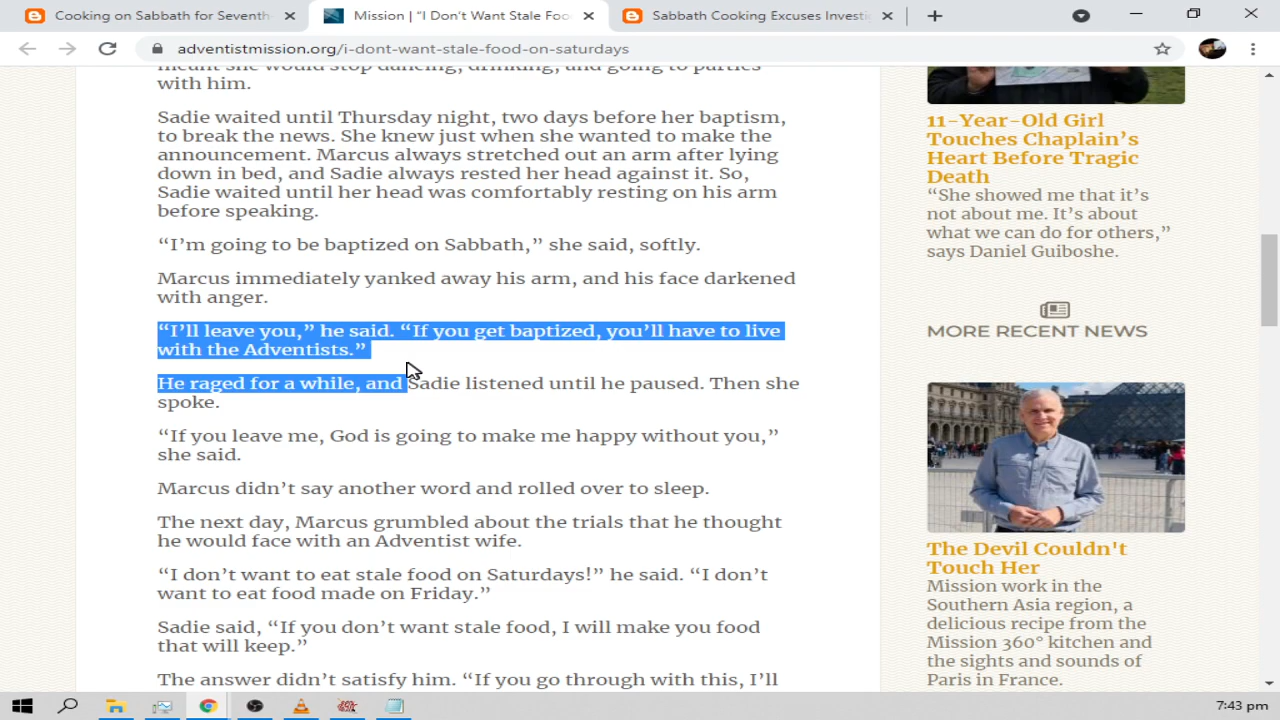 Cooking on Sabbath for Seventh-
Mission | “I Don’t Want Stale Foo
Sabbath Cooking Excuses Investi
adventistmission.org/i-dont-want-stale-food-on-saturdays
meant she would stop dancing, drinking, and going to parties
with him.
Sadie waited until Thursday night, two days before her baptism,
to break the news. She knew just when she wanted to make the
announcement. Marcus always stretched out an arm after lying
down in bed, and Sadie always rested her head against it. So,
Sadie waited until her head was comfortably resting on his arm
before speaking.
“I’m going to be baptized on Sabbath,” she said, softly.
Marcus immediately yanked away his arm, and his face darkened
with anger.
“I’ll leave you,” he said. “If you get baptized, you’ll have to live
with the Adventists.”
He raged for a while, and Sadie listened until he paused. Then she
spoke.
“If you leave me, God is going to make me happy without you,”
she said.
Marcus didn’t say another word and rolled over to sleep.
The next day, Marcus grumbled about the trials that he thought
he would face with an Adventist wife.
“I don’t want to eat stale food on Saturdays!” he said. “I don’t
want to eat food made on Friday.”
Sadie said, “If you don’t want stale food, I will make you food
that will keep.”
The answer didn’t satisfy him. “If you go through with this, I’ll
11-Year-Old Girl
Touches Chaplain’s
Heart Before Tragic
Death
“She showed me that it’s
not about me. It’s about
what we can do for others,”
says Daniel Guiboshe.
MORE RECENT NEWS
The Devil Couldn't
Touch Her
Mission work in the
Southern Asia region, a
delicious recipe from the
Mission 360° kitchen and
the sights and sounds of
Paris in France.
7:43 pm